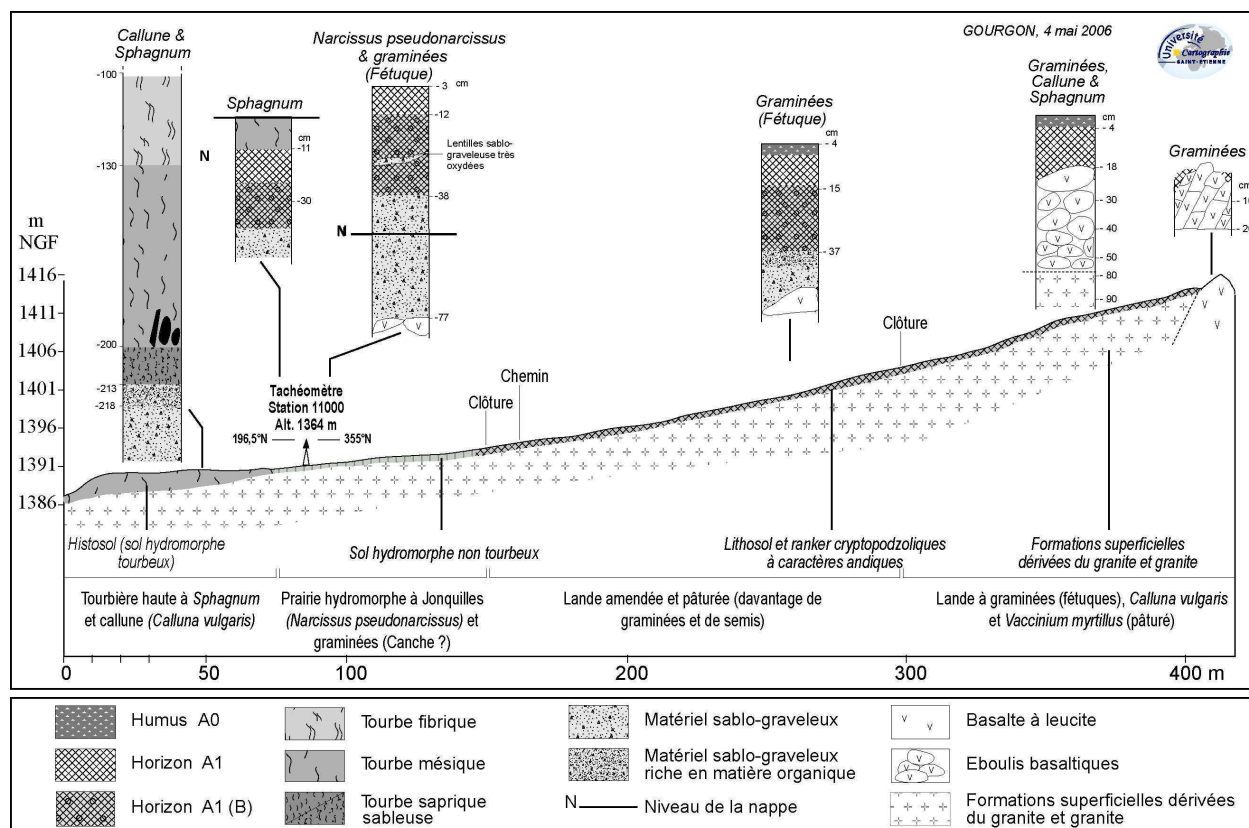 GOURGON, 4 mai 2006
Université
Cartographie
SAINT-ETIENNE
Callune &
Sphagnum
-100
-130
-200
-213
-218
Sphagnum
N
cm
-11
-30
Narcissus pseudonarcissus
& graminées
(Fétuque)
-3 cm
-12
Lentilles sablo-
graveleuse très
oxydées
-38
N
-77
Graminées
(Fétuque)
cm
-4
-15
-37
Graminées,
Callune &
Sphagnum
cm
-4
-18
-30
-40
-50
-80
-90
Graminées
cm
-10
-20
m
NGF
1416
1411
1406
1401
1396
1391
1386
Tachéomètre
Station 11000
Alt. 1364 m
196,5°N
355°N
Clôture
Chemin
Clôture
Histosol (sol hydromorphe
tourbeux)
Sol hydromorphe non tourbeux
Lithosol et ranker cryptopodzoliques
à caractères andiques
Formations superficielles
dérivées du granite et granite
Tourbière haute à Sphagnum
et callune (Calluna vulgaris)
Prairie hydromorphe à Jonquilles
(Narcissus pseudonarcissus) et
graminées (Canche ?)
Lande amendée et pâturée (davantage de
graminées et de semis)
Lande à graminées (fétuques), Calluna vulgaris
et Vaccinium myrtillus (pâturé)
0 50 100 200 300 400 m
Humus A0
Horizon A1
Horizon A1 (B)
Tourbe fibrique
Tourbe mésique
Tourbe saprique
sableuse
Matériel sablo-graveleux
Matériel sablo-graveleux
riche en matière organique
N Niveau de la nappe
Basalte à leucite
Eboulis basaltiques
Formations superficielles dérivées
du granite et granite